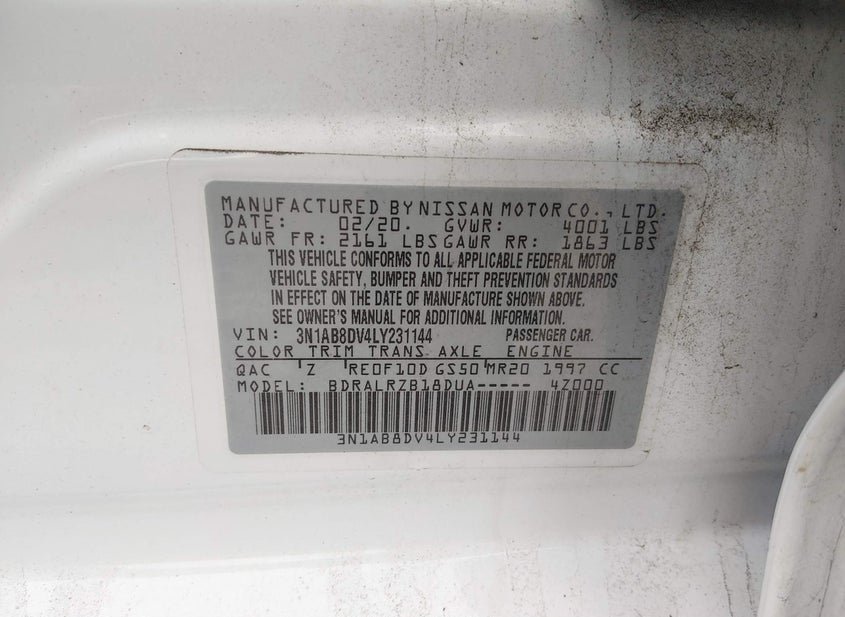 MANUFACTURED BY NISSAN MOTOR CO., LTD.
DATE: 02/20. GVWR: 4001 LBS
GAWR FR: 2161 LBS GAWR RR: 1863 LBS
THIS VEHICLE CONFORMS TO ALL APPLICABLE FEDERAL MOTOR
VEHICLE SAFETY, BUMPER AND THEFT PREVENTION STANDARDS
IN EFFECT ON THE DATE OF MANUFACTURE SHOWN ABOVE.
SEE OWNER'S MANUAL FOR ADDITIONAL INFORMATION.
VIN: 3N1AB8DV4LY231144 PASSENGER CAR.
COLOR TRIM TRANS AXLE ENGINE
QAC Z RE0F10D GS50 MR20 1997 CC
MODEL: BDRALRZB18DUA----- 4Z000
3N1AB8DV4LY231144